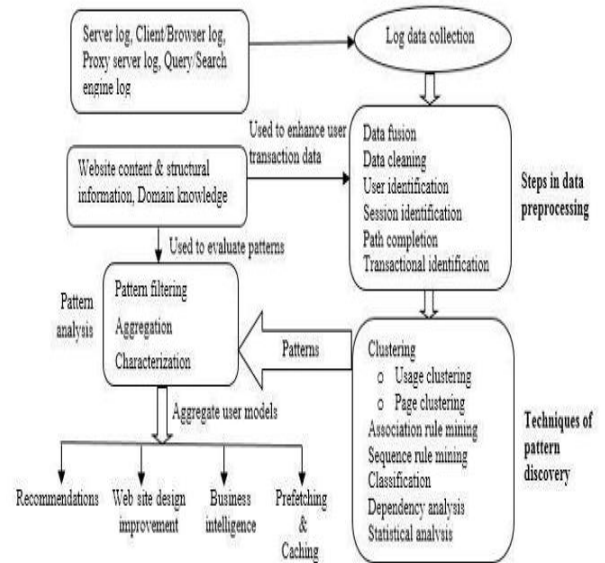 Server log, Client/Browser log,
Proxy server log, Query/Search
engine log
Log data collection
Used to enhance user
transaction data
Website content & structural
information, Domain knowledge
Data fusion
Data cleaning
User identification
Session identification
Path completion
Transactional identification
Steps in data
preprocessing
Used to evaluate patterns
Pattern
analysis
Pattern filtering
Aggregation
Characterization
Patterns
Clustering
o Usage clustering
o Page clustering
Association rule mining
Sequence rule mining
Classification
Dependency analysis
Statistical analysis
Techniques of
pattern
discovery
Aggregate user models
Recommendations
Web site design
improvement
Business
intelligence
Prefetching
&
Caching